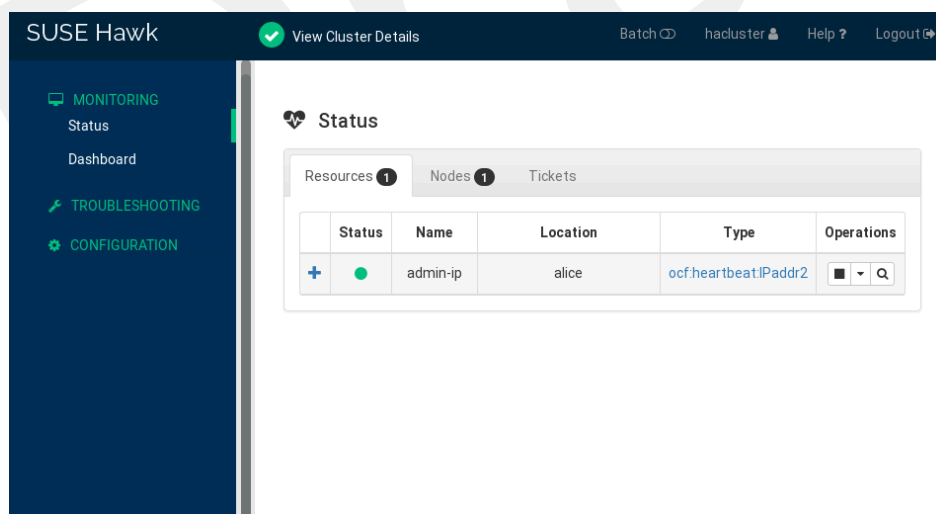 SUSE Hawk
View Cluster Details
Batch
hacluster
Help ?
Logout
MONITORING
Status
Dashboard
TROUBLESHOOTING
CONFIGURATION
Status
Resources 1
Nodes 1
Tickets
Status Name Location Type Operations
admin-ip alice ocf:heartbeat:IPaddr2